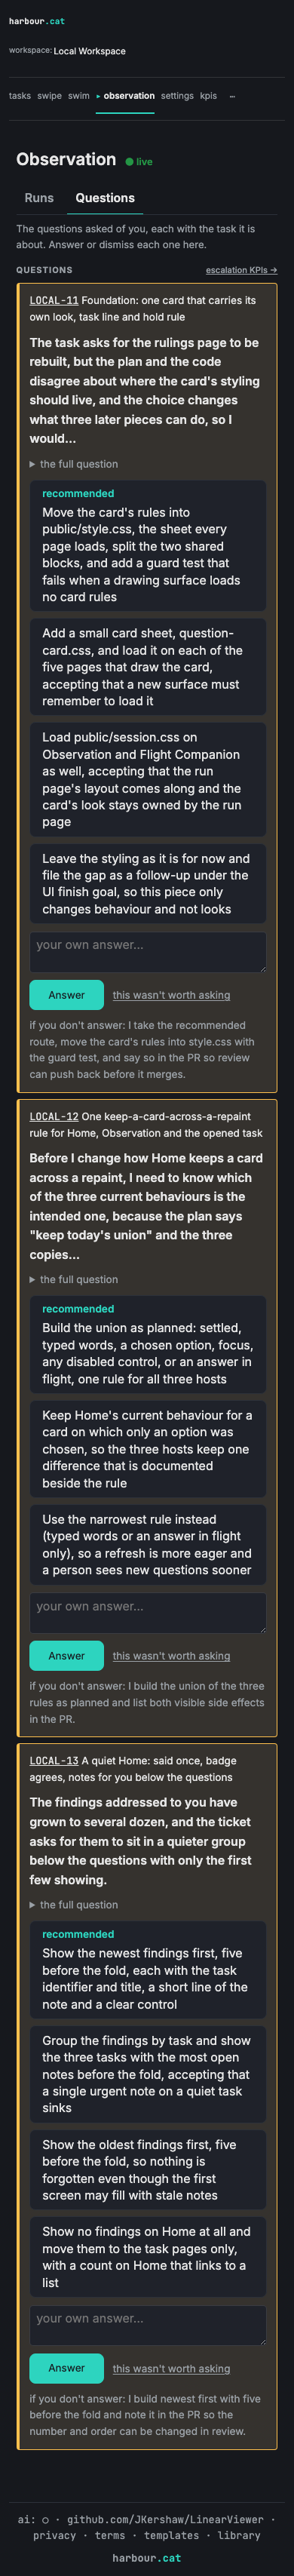 harbour.cat
workspace: Local Workspace
tasks swipe swim ▸ observation settings kpis …
Observation ● live
Runs Questions
The questions asked of you, each with the task it is
about. Answer or dismiss each one here.
QUESTIONS escalation KPIs →
LOCAL-11 Foundation: one card that carries its
own look, task line and hold rule
The task asks for the rulings page to be
rebuilt, but the plan and the code
disagree about where the card's styling
should live, and the choice changes
what three later pieces can do, so I
would…
▶ the full question
recommended
Move the card's rules into
public/style.css, the sheet every
page loads, split the two shared
blocks, and add a guard test that
fails when a drawing surface loads
no card rules
Add a small card sheet, question-
card.css, and load it on each of the
five pages that draw the card,
accepting that a new surface must
remember to load it
Load public/session.css on
Observation and Flight Companion
as well, accepting that the run
page's layout comes along and the
card's look stays owned by the run
page
Leave the styling as it is for now and
file the gap as a follow-up under the
UI finish goal, so this piece only
changes behaviour and not looks
your own answer…
Answer this wasn't worth asking
if you don't answer: I take the recommended
route, move the card's rules into style.css with
the guard test, and say so in the PR so review
can push back before it merges.
LOCAL-12 One keep-a-card-across-a-repaint
rule for Home, Observation and the opened task
Before I change how Home keeps a card
across a repaint, I need to know which
of the three current behaviours is the
intended one, because the plan says
"keep today's union" and the three
copies…
▶ the full question
recommended
Build the union as planned: settled,
typed words, a chosen option, focus,
any disabled control, or an answer in
flight, one rule for all three hosts
Keep Home's current behaviour for a
card on which only an option was
chosen, so the three hosts keep one
difference that is documented
beside the rule
Use the narrowest rule instead
(typed words or an answer in flight
only), so a refresh is more eager and
a person sees new questions sooner
your own answer…
Answer this wasn't worth asking
if you don't answer: I build the union of the three
rules as planned and list both visible side effects
in the PR.
LOCAL-13 A quiet Home: said once, badge
agrees, notes for you below the questions
The findings addressed to you have
grown to several dozen, and the ticket
asks for them to sit in a quieter group
below the questions with only the first
few showing.
▶ the full question
recommended
Show the newest findings first, five
before the fold, each with the task
identifier and title, a short line of the
note and a clear control
Group the findings by task and show
the three tasks with the most open
notes before the fold, accepting that
a single urgent note on a quiet task
sinks
Show the oldest findings first, five
before the fold, so nothing is
forgotten even though the first
screen may fill with stale notes
Show no findings on Home at all and
move them to the task pages only,
with a count on Home that links to a
list
your own answer…
Answer this wasn't worth asking
if you don't answer: I build newest first with five
before the fold and note it in the PR so the
number and order can be changed in review.
ai: ○ · github.com/JKershaw/LinearViewer ·
privacy · terms · templates · library
harbour.cat